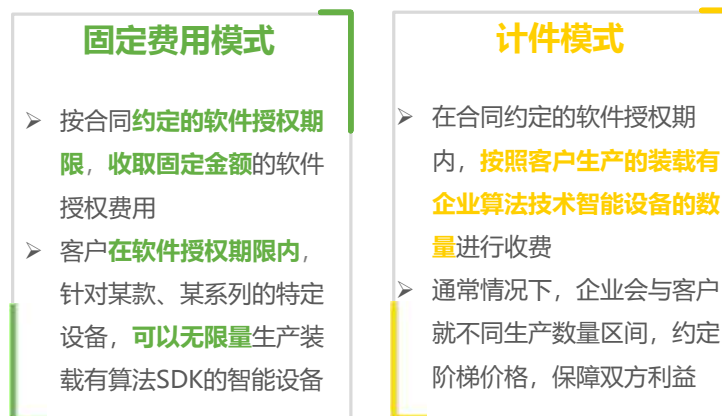 固定费用模式
➢ 按合同约定的软件授权期
限，收取固定金额的软件
授权费用
➢ 客户在软件授权期限内，
针对某款、某系列的特定
设备，可以无限量生产装
载有算法SDK的智能设备
计件模式
➢ 在合同约定的软件授权期
内，按照客户生产的装载有
企业算法技术智能设备的数
量进行收费
➢ 通常情况下，企业会与客户
就不同生产数量区间，约定
阶梯价格，保障双方利益